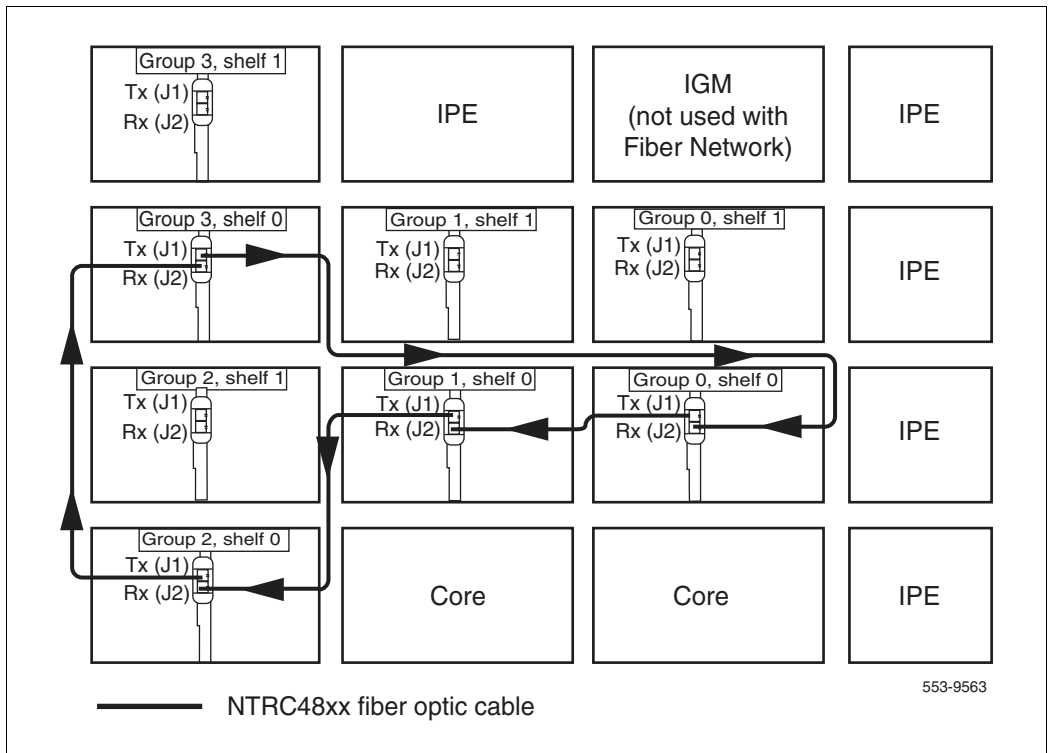 Group 3, shelf 1
Tx (J1)
Rx (J2)
IPE
IGM
(not used with
Fiber Network)
IPE
Group 3, shelf 0
Tx (J1)
Rx (J2)
Group 1, shelf 1
Tx (J1)
Rx (J2)
Group 0, shelf 1
Tx (J1)
Rx (J2)
IPE
Group 2, shelf 1
Tx (J1)
Rx (J2)
Group 1, shelf 0
Tx (J1)
Rx (J2)
Group 0, shelf 0
Tx (J1)
Rx (J2)
IPE
Group 2, shelf 0
Tx (J1)
Rx (J2)
Core
Core
IPE
553-9563
NTRC48xx fiber optic cable